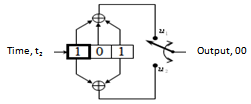 u₁
Time, t₂ 1 0 1 Output, 00
u₂